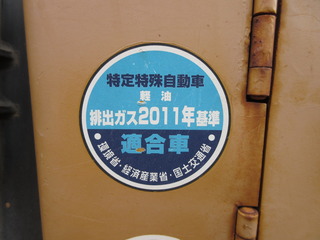 特定特殊自動車
軽油
排出ガス2011年基準
適合車
・環境省・経済産業省・国土交通省・